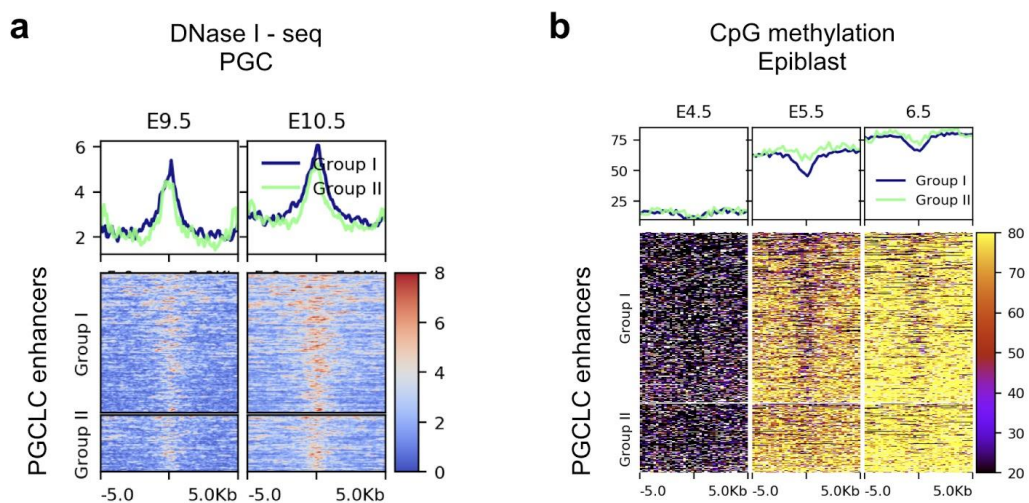 a
DNase I - seq
PGC
E9.5
E10.5
6
4
2
Group I
Group II
PGCLC enhancers
Group I
Group II
8
6
4
2
0
-5.0
5.0Kb
-5.0
5.0Kb
b
CpG methylation
Epiblast
E4.5
E5.5
6.5
75
50
25
Group I
Group II
PGCLC enhancers
Group I
Group II
80
70
60
50
40
30
20
-5.0
5.0Kb
-5.0
5.0Kb
-5.0
5.0Kb